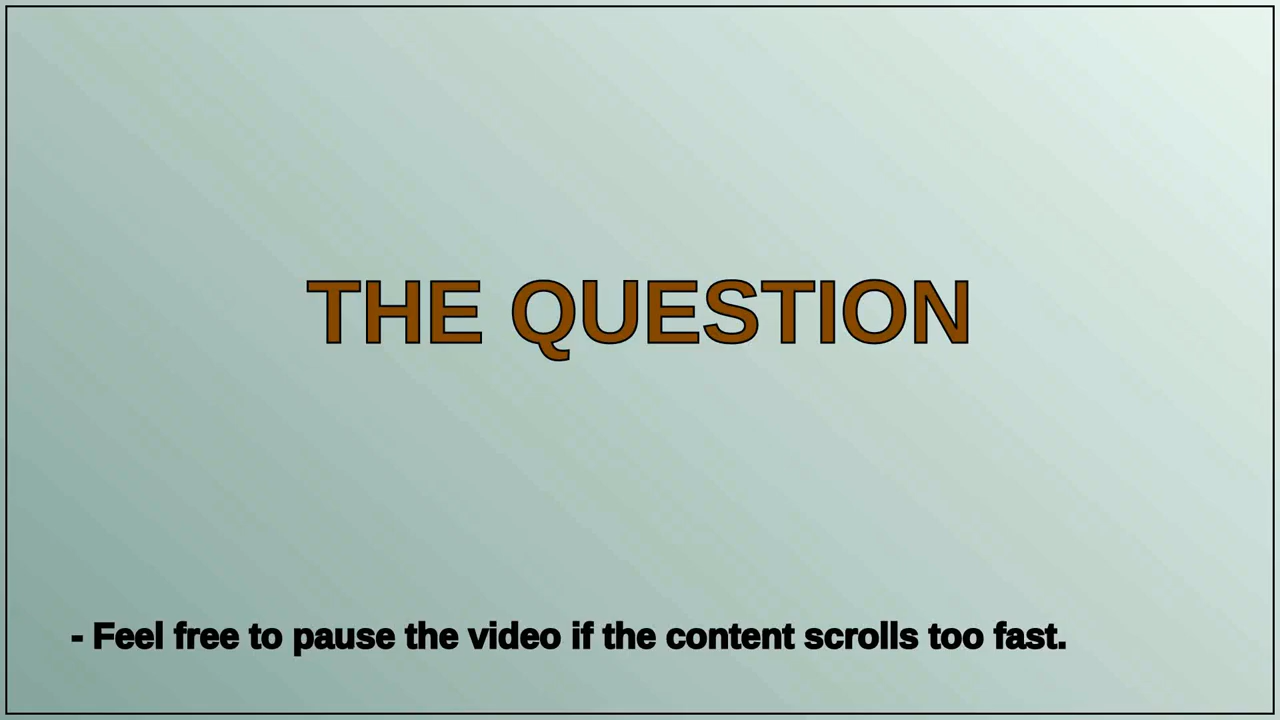 THE QUESTION
- Feel free to pause the video if the content scrolls too fast.